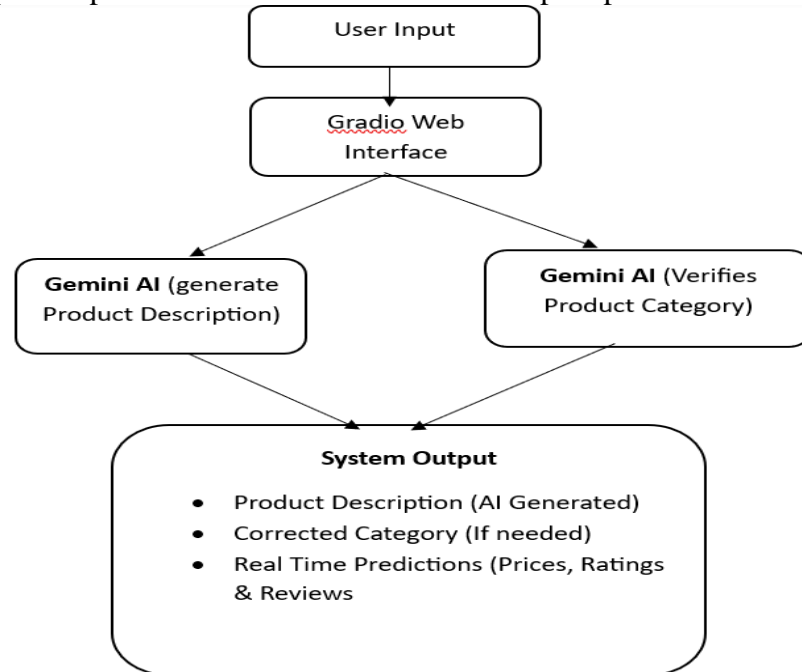 User Input
Gradio Web
Interface
Gemini AI (generate
Product Description)
Gemini AI (Verifies
Product Category)
System Output
• Product Description (AI Generated)
• Corrected Category (If needed)
• Real Time Predictions (Prices, Ratings
& Reviews